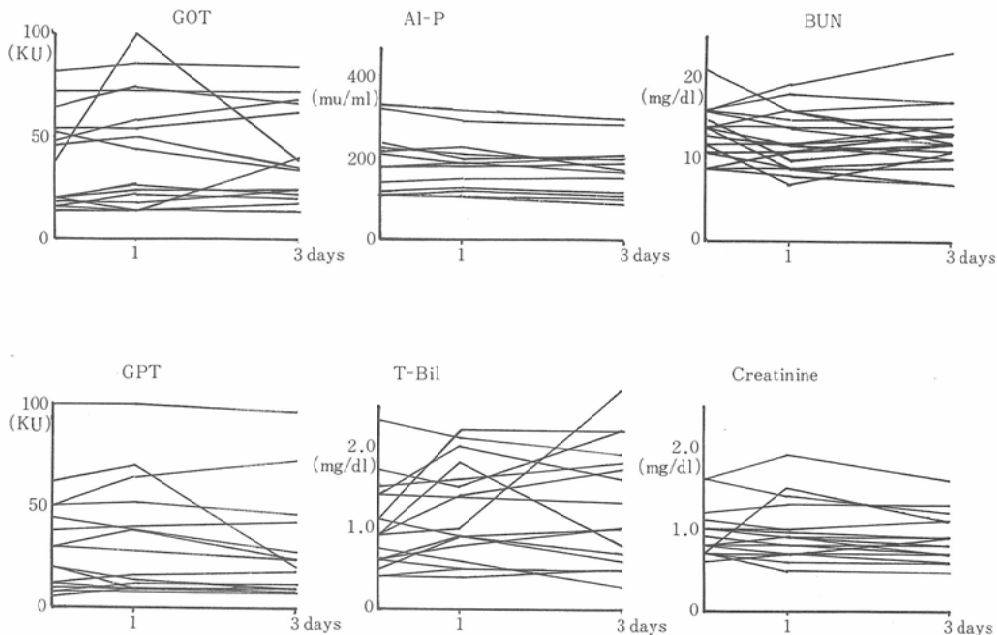 GOT
100
(KU)
50
0
1
3 days
Al-P
400
(mu/ml)
200
0
1
3 days
BUN
20
(mg/dl)
10
0
1
3 days
GPT
100
(KU)
50
0
1
3 days
T-Bil
2.0
(mg/dl)
1.0
0
1
3 days
Creatinine
2.0
(mg/dl)
1.0
0
1
3 days